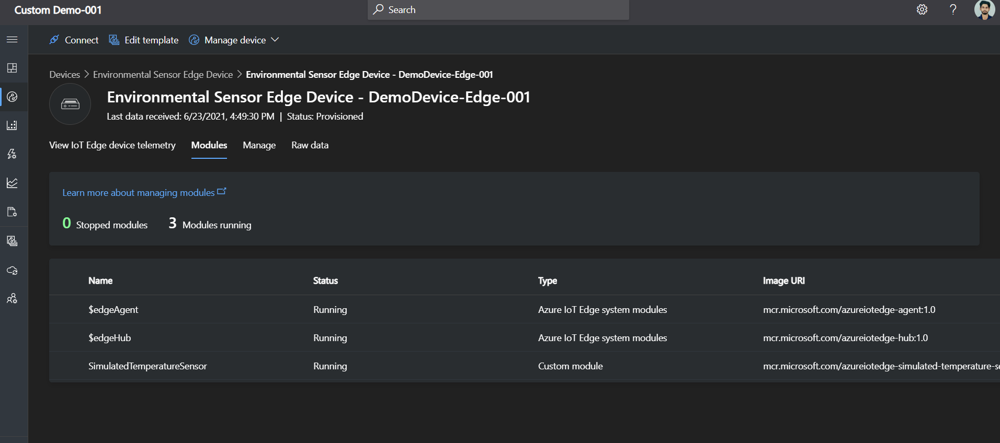 Custom Demo-001
Search
?
Connect
Edit template
Manage device
Devices > Environmental Sensor Edge Device > Environmental Sensor Edge Device - DemoDevice-Edge-001
Environmental Sensor Edge Device - DemoDevice-Edge-001
Last data received: 6/23/2021, 4:49:30 PM | Status: Provisioned
View IoT Edge device telemetry
Modules
Manage
Raw data
Learn more about managing modules
0 Stopped modules
3 Modules running
Name Status Type Image URI
$edgeAgent Running Azure IoT Edge system modules mcr.microsoft.com/azureiotedge-agent:1.0
$edgeHub Running Azure IoT Edge system modules mcr.microsoft.com/azureiotedge-hub:1.0
SimulatedTemperatureSensor Running Custom module mcr.microsoft.com/azureiotedge-simulated-temperature-se